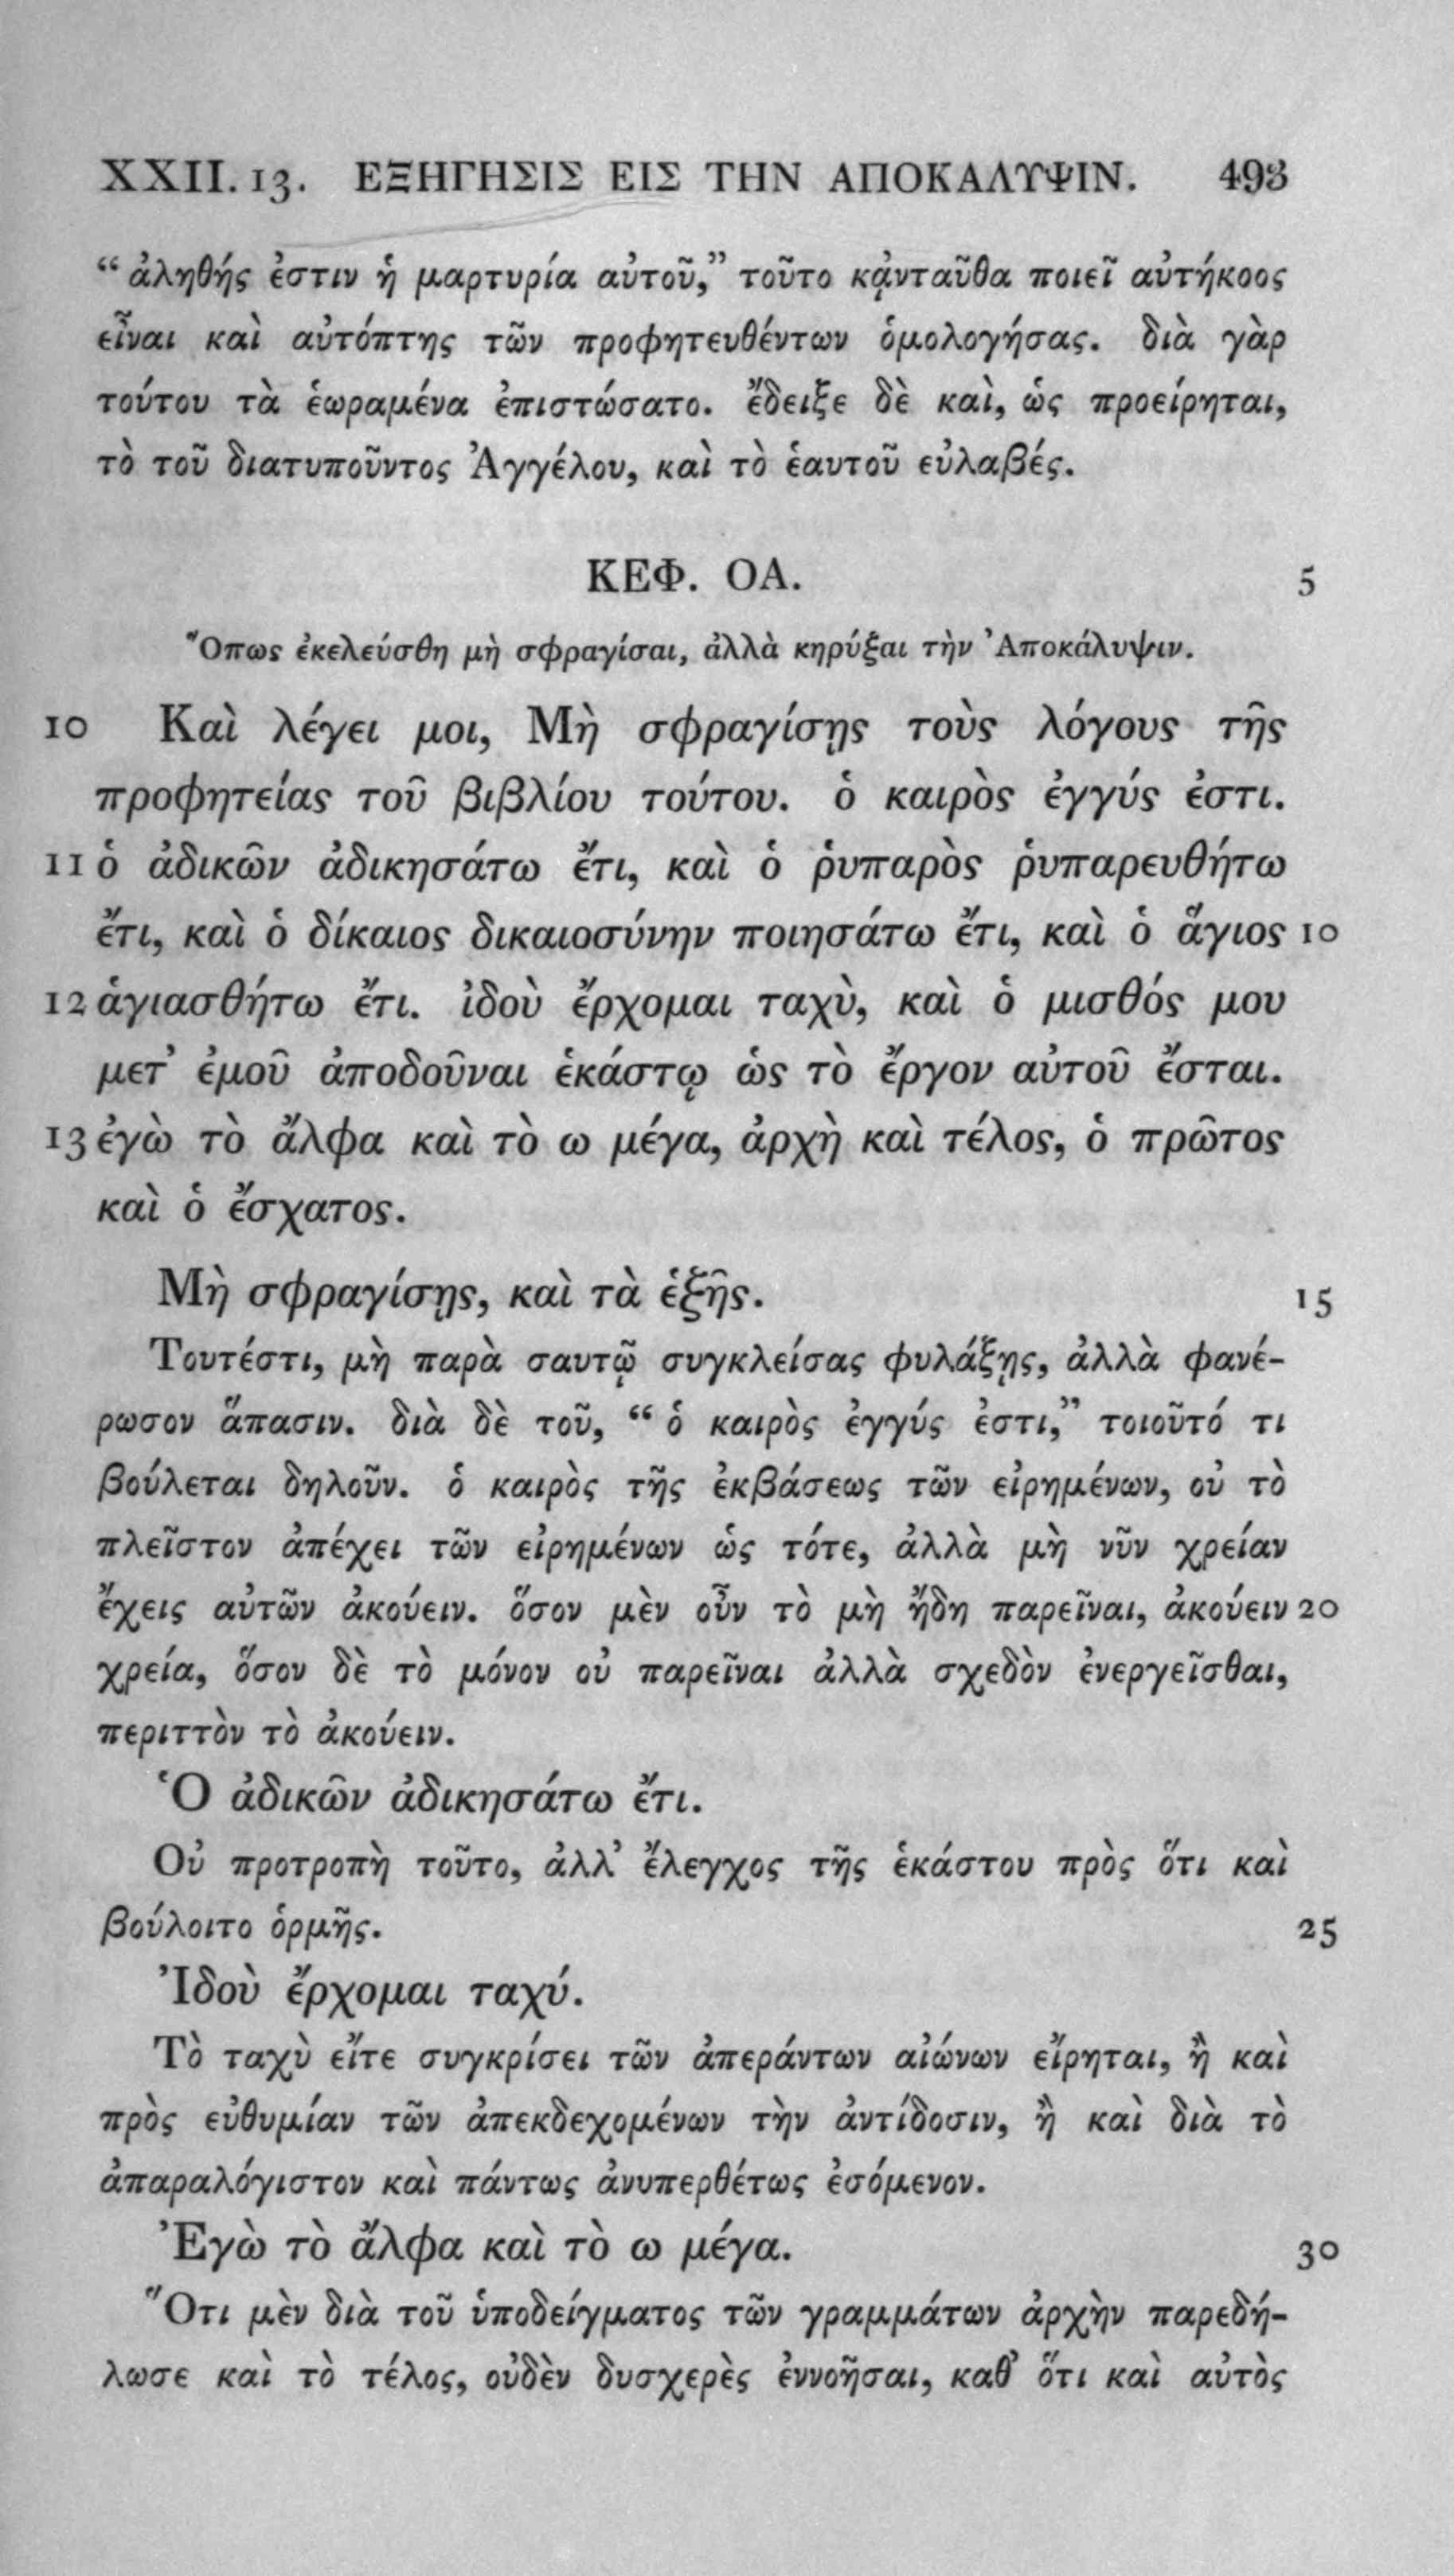 XXII. 13. ΕΞΗΓΗΣΙΣ ΕΙΣ ΤΗΝ ΑΠΟΚΑΛΥΨΙΝ. 493
“ ἀληθής ἐστιν ἡ μαρτυρία αὐτοῦ,” τοῦτο κᾀνταῦθα ποιεῖ αὐτήκοος
εἶναι καὶ αὐτόπτης τῶν προφητευθέντων ὁμολογήσας. διὰ γὰρ
τούτου τὰ ἑωραμένα ἐπιστώσατο. ἔδειξε δὲ καὶ, ὡς προείρηται,
τὸ τοῦ διατυποῦντος Ἀγγέλου, καὶ τὸ ἑαυτοῦ εὐλαβές.
ΚΕΦ. ΟΑ. 5
Ὅπως ἐκελεύσθη μὴ σφραγίσαι, ἀλλὰ κηρύξαι τὴν Ἀποκάλυψιν.
10 Καὶ λέγει μοι, Μὴ σφραγίσῃς τοὺς λόγους τῆς
προφητείας τοῦ βιβλίου τούτου. ὁ καιρὸς ἐγγύς ἐστι.
11 ὁ ἀδικῶν ἀδικησάτω ἔτι, καὶ ὁ ῥυπαρὸς ῥυπαρευθήτω
ἔτι, καὶ ὁ δίκαιος δικαιοσύνην ποιησάτω ἔτι, καὶ ὁ ἅγιος 10
12 ἁγιασθήτω ἔτι. ἰδοὺ ἔρχομαι ταχὺ, καὶ ὁ μισθός μου
μετ’ ἐμοῦ ἀποδοῦναι ἑκάστῳ ὡς τὸ ἔργον αὐτοῦ ἔσται.
13 ἐγὼ τὸ ἄλφα καὶ τὸ ω μέγα, ἀρχὴ καὶ τέλος, ὁ πρῶτος
καὶ ὁ ἔσχατος.
Μὴ σφραγίσῃς, καὶ τὰ ἑξῆς. 15
Τουτέστι, μὴ παρὰ σαυτῷ συγκλείσας φυλάξῃς, ἀλλὰ φανέ-
ρωσον ἅπασιν. διὰ δὲ τοῦ, “ ὁ καιρὸς ἐγγύς ἐστι,” τοιοῦτό τι
βούλεται δηλοῦν. ὁ καιρὸς τῆς ἐκβάσεως τῶν εἰρημένων, οὐ τὸ
πλεῖστον ἀπέχει τῶν εἰρημένων ὡς τότε, ἀλλὰ μὴ νῦν χρείαν
ἔχεις αὐτῶν ἀκούειν. ὅσον μὲν οὖν τὸ μὴ ἤδη παρεῖναι, ἀκούειν 20
χρεία, ὅσον δὲ τὸ μόνον οὐ παρεῖναι ἀλλὰ σχεδὸν ἐνεργεῖσθαι,
περιττὸν τὸ ἀκούειν.
Ὁ ἀδικῶν ἀδικησάτω ἔτι.
Οὐ προτροπὴ τοῦτο, ἀλλ’ ἔλεγχος τῆς ἑκάστου πρὸς ὅτι καὶ
βούλοιτο ὁρμῆς. 25
Ἰδοὺ ἔρχομαι ταχύ.
Τὸ ταχὺ εἴτε συγκρίσει τῶν ἀπεράντων αἰώνων εἴρηται, ἢ καὶ
πρὸς εὐθυμίαν τῶν ἀπεκδεχομένων τὴν ἀντίδοσιν, ἢ καὶ διὰ τὸ
ἀπαραλόγιστον καὶ πάντως ἀνυπερθέτως ἐσόμενον.
Ἐγὼ τὸ ἄλφα καὶ τὸ ω μέγα. 30
Ὅτι μὲν διὰ τοῦ ὑποδείγματος τῶν γραμμάτων ἀρχὴν παρεδή-
λωσε καὶ τὸ τέλος, οὐδὲν δυσχερὲς ἐννοῆσαι, καθ’ ὅτι καὶ αὐτὸς